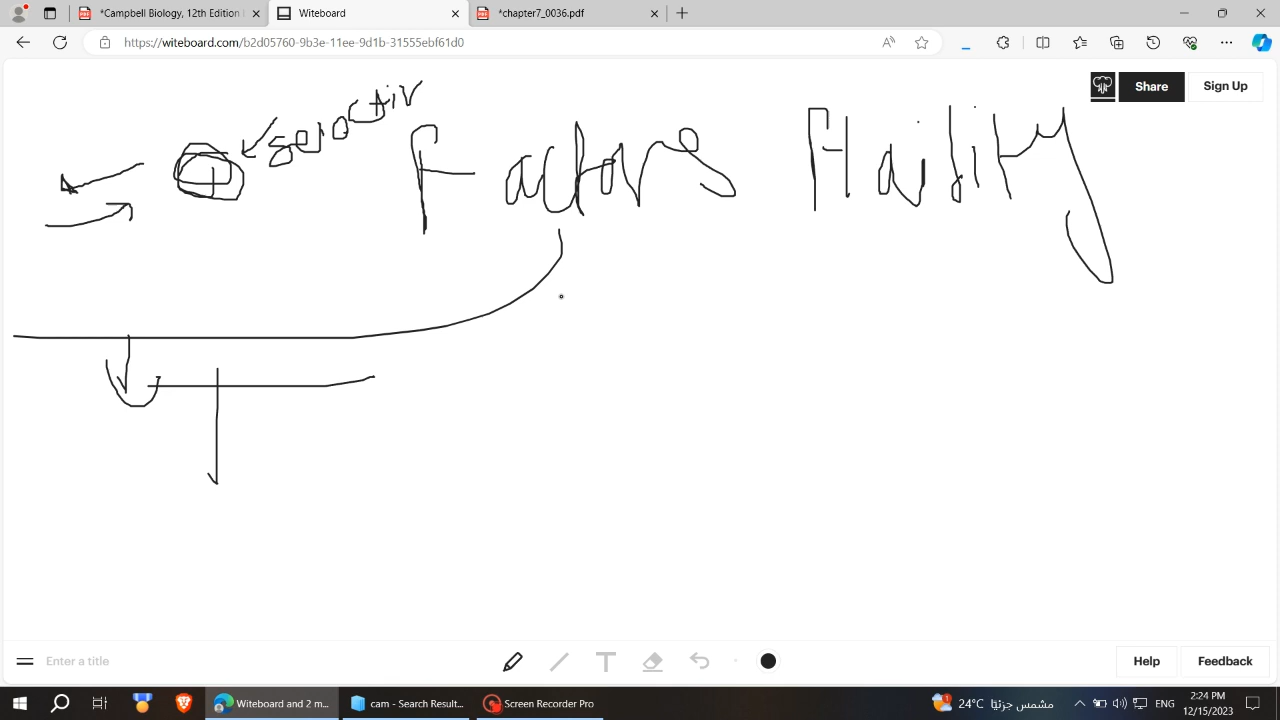 *Campbell Biology, 12th Edition
Witeboard
*chapter7_0036.pdf
https://witeboard.com/b2d05760-9b3e-11ee-9d1b-31555ebf61d0
Share
Sign Up
Factors
Enter a title
Help
Feedback
Witeboard and 2 m...
cam - Search Result...
Screen Recorder Pro
24°C مشمس جزئيًا
ENG
2:24 PM
12/15/2023